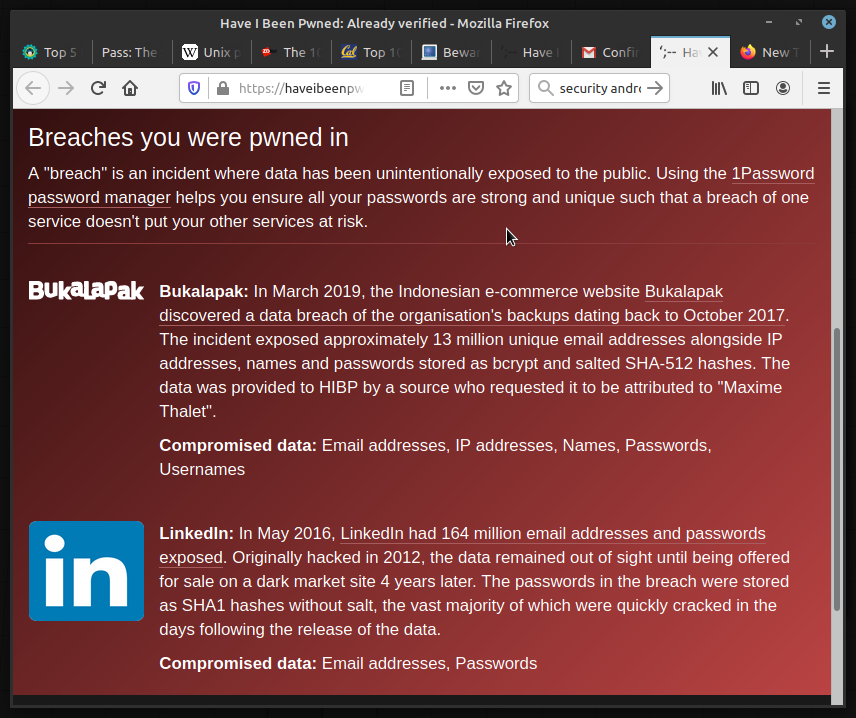 Have I Been Pwned: Already verified - Mozilla Firefox
Top 5
Pass: The
Unix p
The 10
Cal Top 10
Bewar
Have
Confir
Ha
New T
https://haveibeenpw
security andr
Breaches you were pwned in
A "breach" is an incident where data has been unintentionally exposed to the public. Using the 1Password
password manager helps you ensure all your passwords are strong and unique such that a breach of one
service doesn't put your other services at risk.
BukaLapak
Bukalapak: In March 2019, the Indonesian e-commerce website Bukalapak
discovered a data breach of the organisation's backups dating back to October 2017.
The incident exposed approximately 13 million unique email addresses alongside IP
addresses, names and passwords stored as bcrypt and salted SHA-512 hashes. The
data was provided to HIBP by a source who requested it to be attributed to "Maxime
Thalet".
Compromised data: Email addresses, IP addresses, Names, Passwords,
Usernames
in
LinkedIn: In May 2016, LinkedIn had 164 million email addresses and passwords
exposed. Originally hacked in 2012, the data remained out of sight until being offered
for sale on a dark market site 4 years later. The passwords in the breach were stored
as SHA1 hashes without salt, the vast majority of which were quickly cracked in the
days following the release of the data.
Compromised data: Email addresses, Passwords